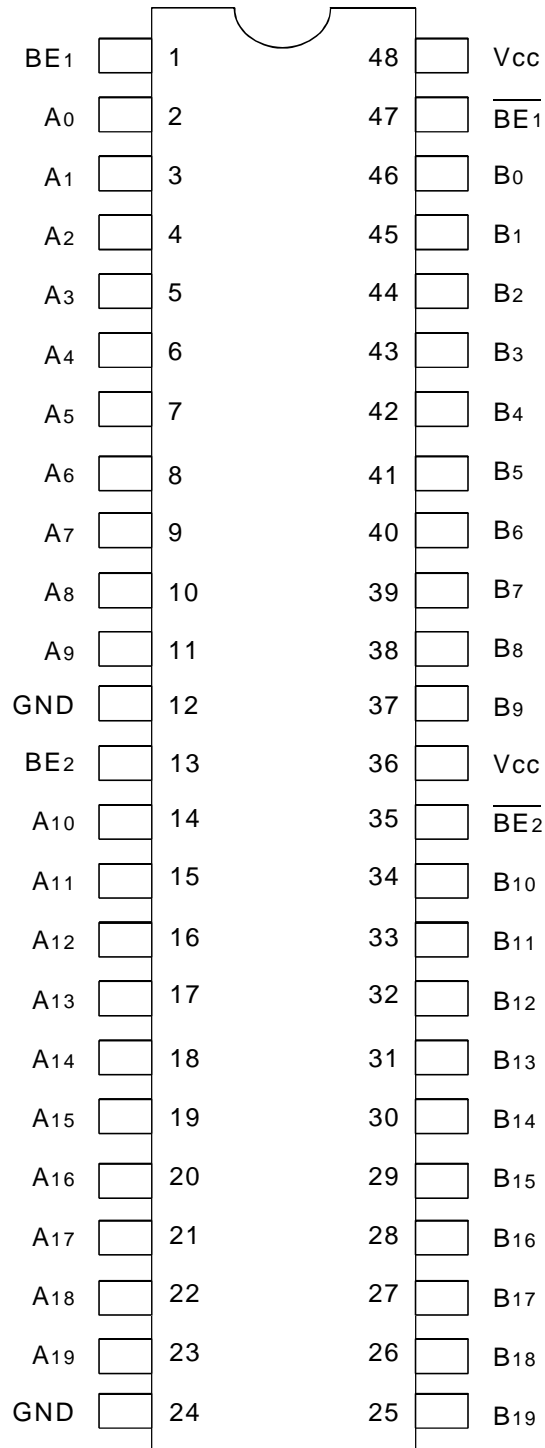 BE1 1 48 Vcc
A0 2 47 B̅E̅1
A1 3 46 B0
A2 4 45 B1
A3 5 44 B2
A4 6 43 B3
A5 7 42 B4
A6 8 41 B5
A7 9 40 B6
A8 10 39 B7
A9 11 38 B8
GND 12 37 B9
BE2 13 36 Vcc
A10 14 35 B̅E̅2
A11 15 34 B10
A12 16 33 B11
A13 17 32 B12
A14 18 31 B13
A15 19 30 B14
A16 20 29 B15
A17 21 28 B16
A18 22 27 B17
A19 23 26 B18
GND 24 25 B19